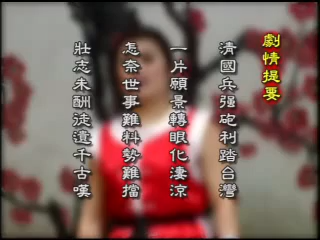 劇情提要
清國兵強砲利踏台灣
一片願景轉眼化淒涼
怎奈世事難料勢難擋
壯志未酬徒遺千古嘆